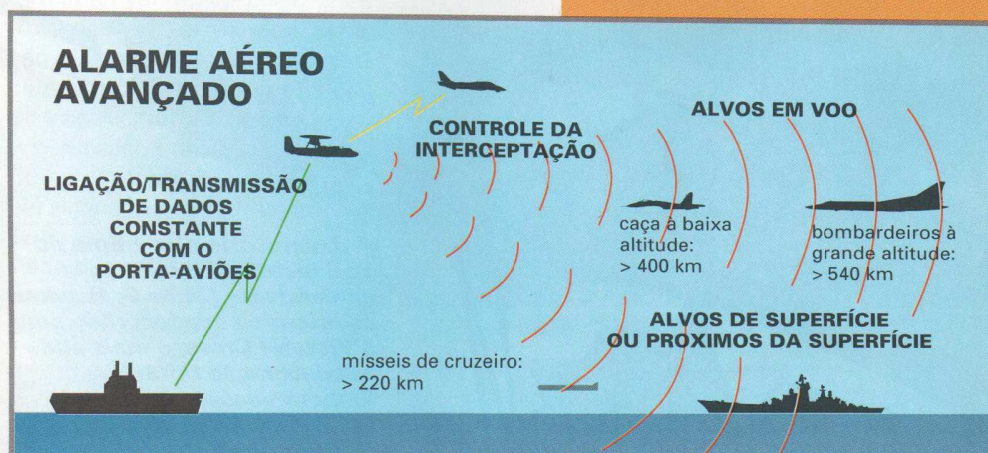 ALARME AÉREO
AVANÇADO
CONTROLE DA
INTERCEPTAÇÃO
ALVOS EM VOO
LIGAÇÃO/TRANSMISSÃO
DE DADOS
CONSTANTE
COM O
PORTA-AVIÕES
caça à baixa
altitude:
> 400 km
bombardeiros à
grande altitude:
> 540 km
ALVOS DE SUPERFÍCIE
OU PROXIMOS DA SUPERFÍCIE
mísseis de cruzeiro:
> 220 km